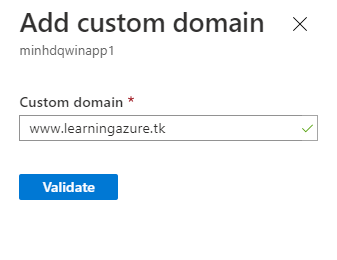 Add custom domain
minhdqwinapp1
Custom domain *
www.learningazure.tk
Validate